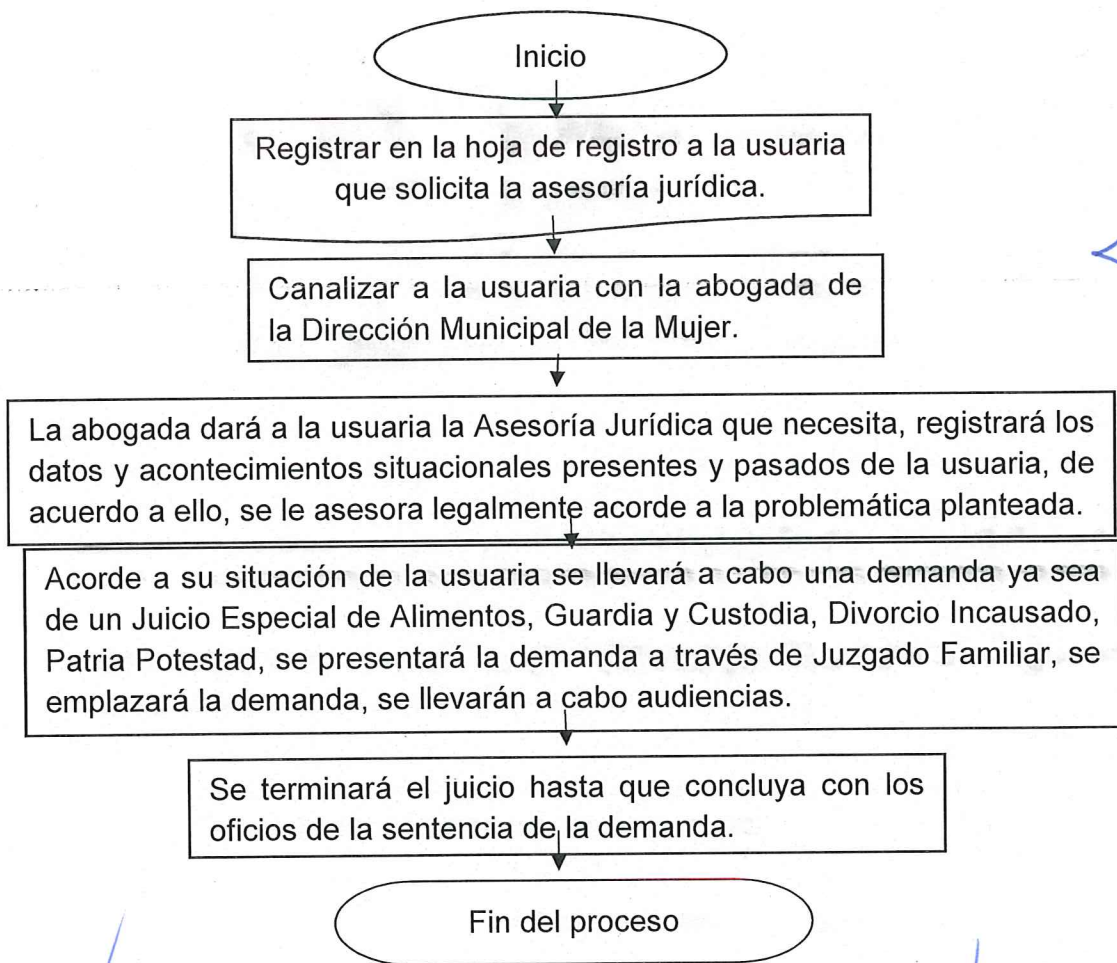 Inicio
Registrar en la hoja de registro a la usuaria
que solicita la asesoría jurídica.
Canalizar a la usuaria con la abogada de
la Dirección Municipal de la Mujer.
La abogada dará a la usuaria la Asesoría Jurídica que necesita, registrará los
datos y acontecimientos situacionales presentes y pasados de la usuaria, de
acuerdo a ello, se le asesora legalmente acorde a la problemática planteada.
Acorde a su situación de la usuaria se llevará a cabo una demanda ya sea
de un Juicio Especial de Alimentos, Guardia y Custodia, Divorcio Incausado,
Patria Potestad, se presentará la demanda a través de Juzgado Familiar, se
emplazará la demanda, se llevarán a cabo audiencias.
Se terminará el juicio hasta que concluya con los
oficios de la sentencia de la demanda.
Fin del proceso